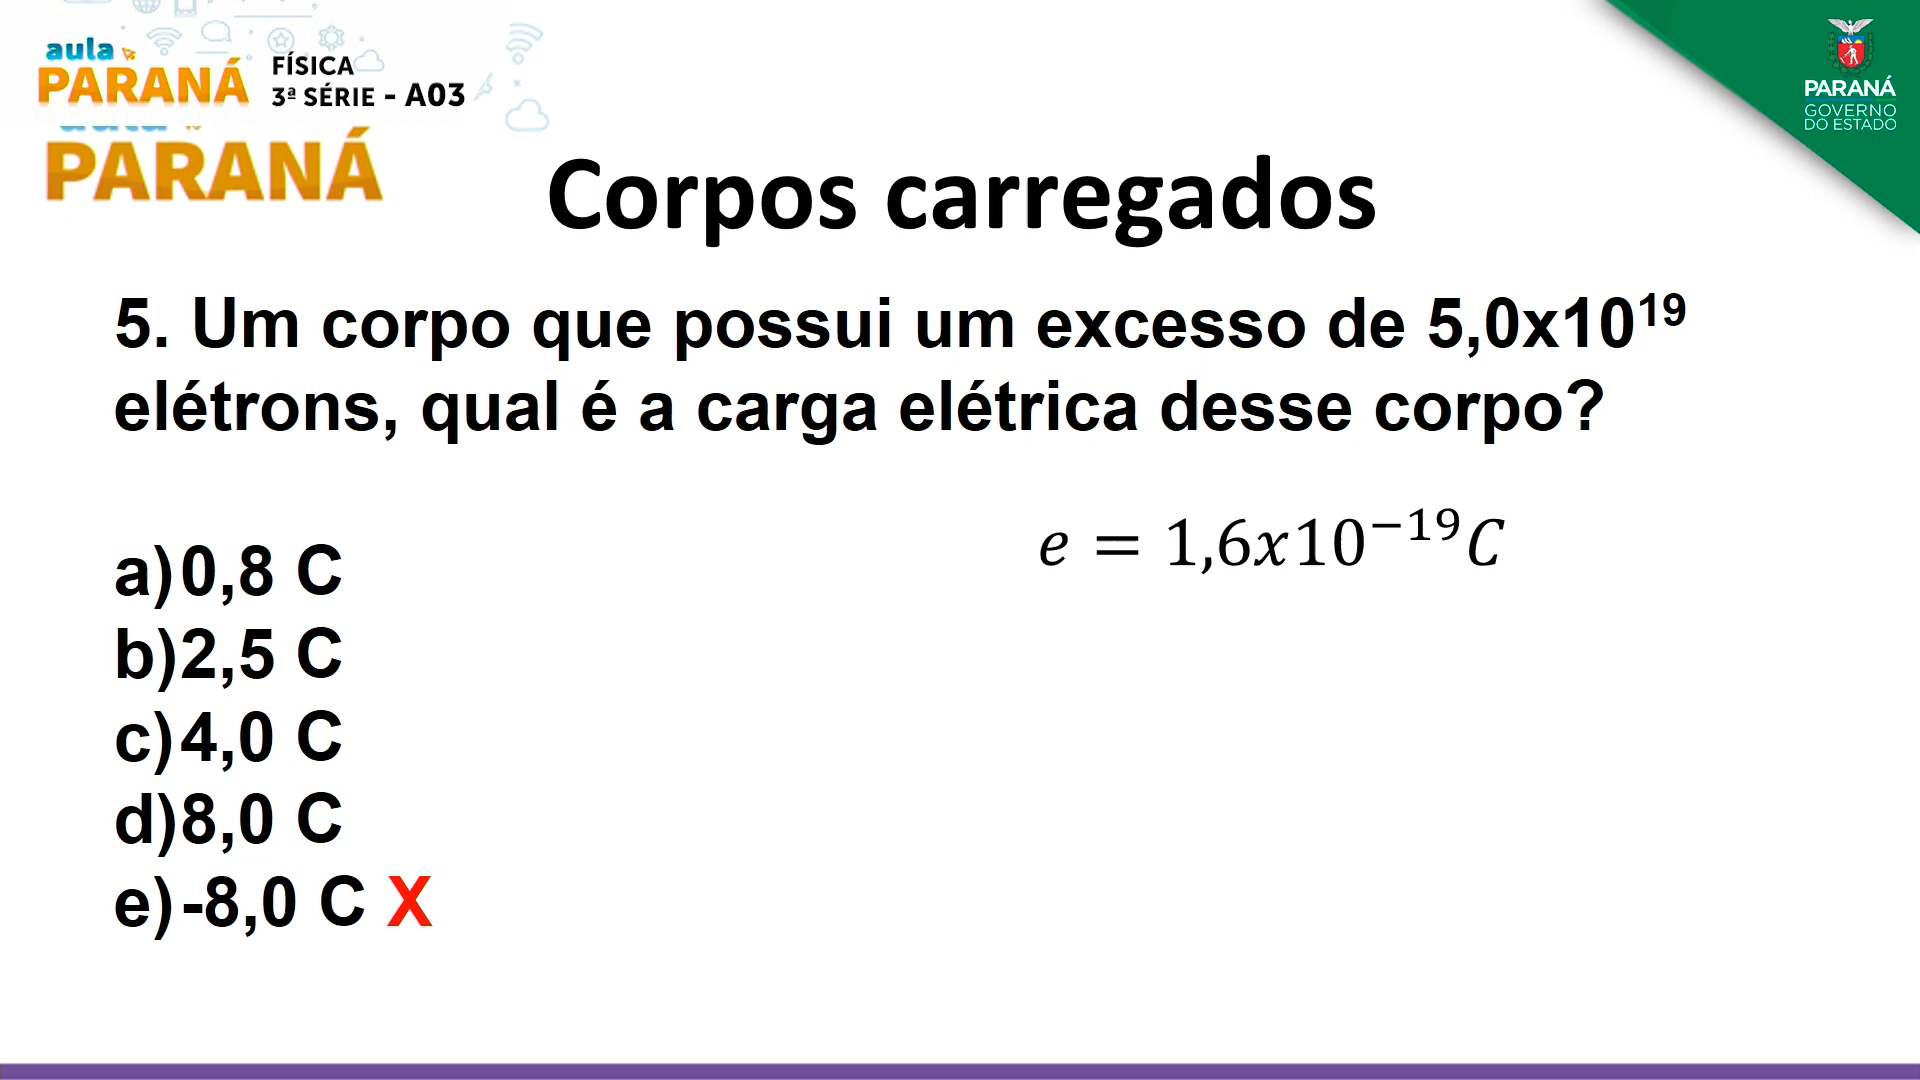 aula
PARANÁ
FÍSICA
3ª SÉRIE - A03
PARANÁ
GOVERNO
DO ESTADO
aula
PARANÁ
Corpos carregados
5. Um corpo que possui um excesso de 5,0x10¹⁹
elétrons, qual é a carga elétrica desse corpo?
e = 1,6x10⁻¹⁹C
a) 0,8 C
b) 2,5 C
c) 4,0 C
d) 8,0 C
e) -8,0 C X